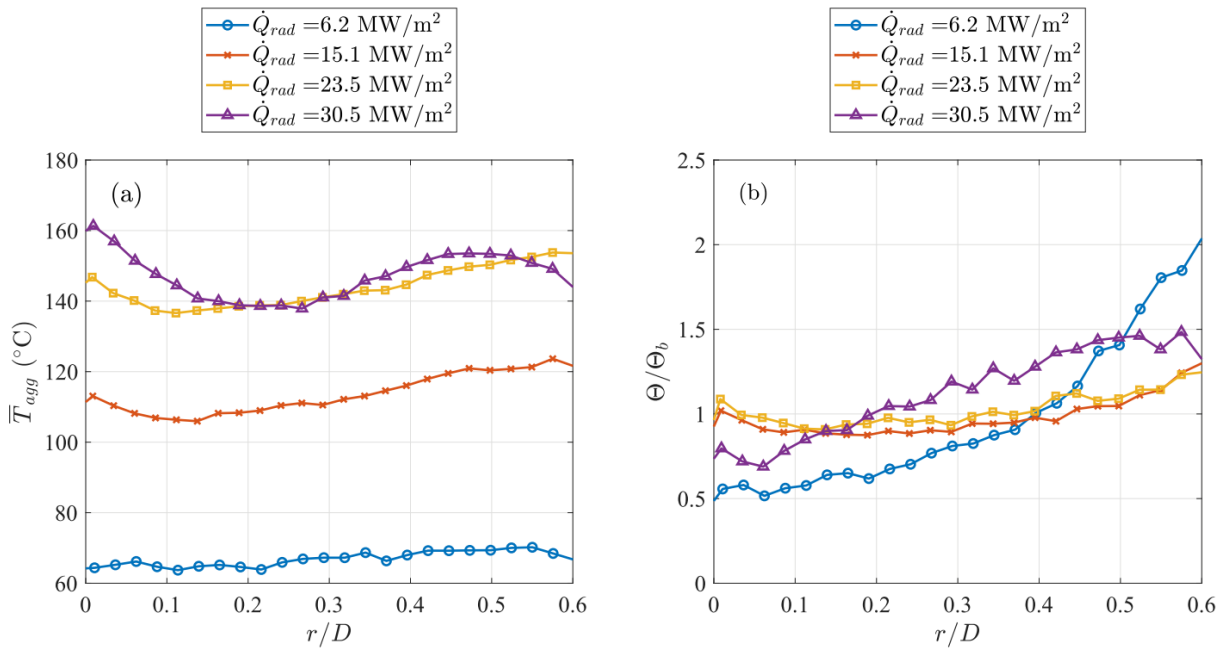 Q̇rad =6.2 MW/m²
Q̇rad =15.1 MW/m²
Q̇rad =23.5 MW/m²
Q̇rad =30.5 MW/m²
(a)
180
160
140
120
100
80
60
T̅agg (°C)
0 0.1 0.2 0.3 0.4 0.5 0.6
r/D
Q̇rad =6.2 MW/m²
Q̇rad =15.1 MW/m²
Q̇rad =23.5 MW/m²
Q̇rad =30.5 MW/m²
(b)
2.5
2
1.5
1
0.5
0
Θ/Θb
0 0.1 0.2 0.3 0.4 0.5 0.6
r/D